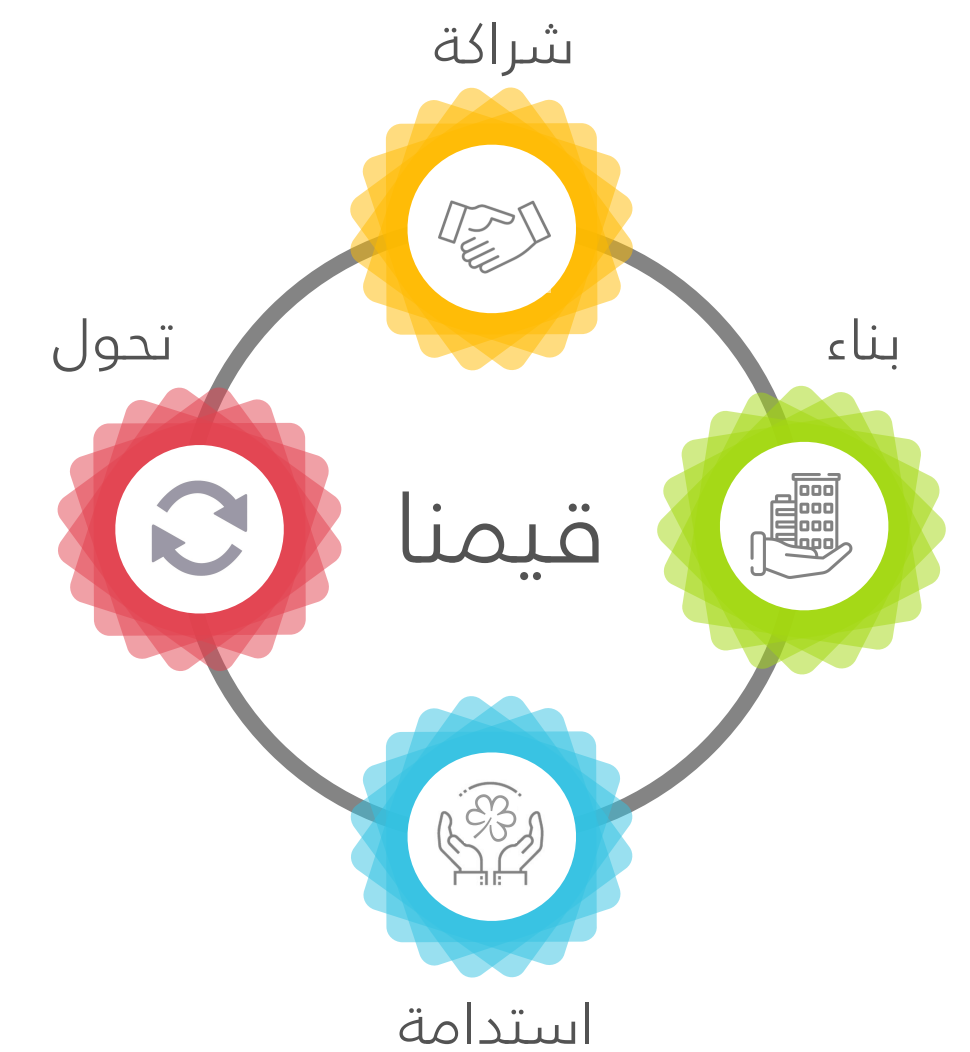 شراكة
بناء
تحول
قيمنا
استدامة